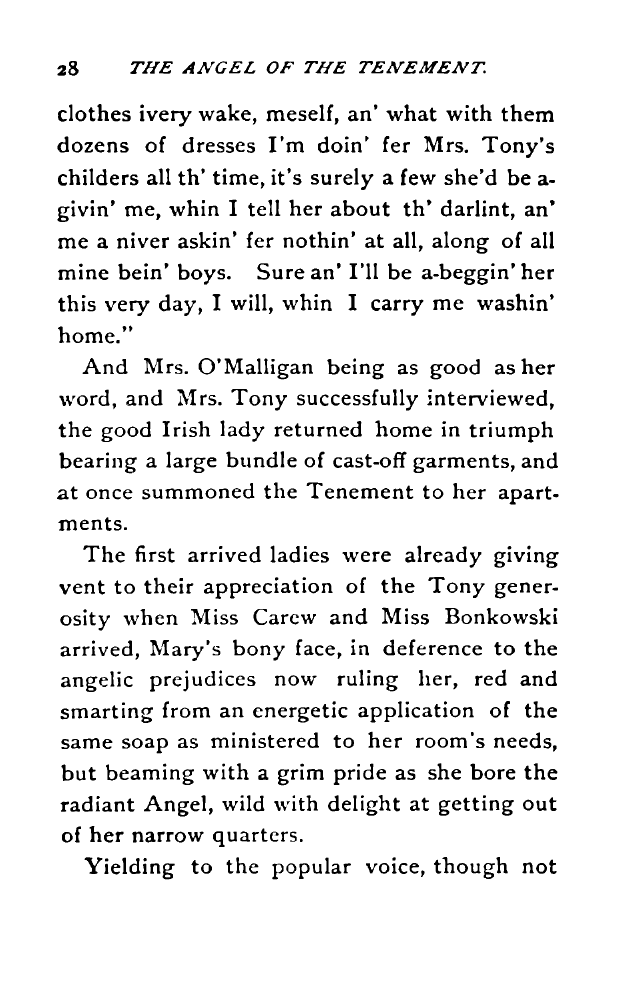 28 THE ANGEL OF THE TENEMENT.
clothes ivery wake, meself, an' what with them
dozens of dresses I'm doin' fer Mrs. Tony's
childers all th' time, it's surely a few she'd be a-
givin' me, whin I tell her about th' darlint, an'
me a niver askin' fer nothin' at all, along of all
mine bein' boys. Sure an' I'll be a-beggin' her
this very day, I will, whin I carry me washin'
home."
And Mrs. O'Malligan being as good as her
word, and Mrs. Tony successfully interviewed,
the good Irish lady returned home in triumph
bearing a large bundle of cast-off garments, and
at once summoned the Tenement to her apart-
ments.
The first arrived ladies were already giving
vent to their appreciation of the Tony gener-
osity when Miss Carew and Miss Bonkowski
arrived, Mary's bony face, in deference to the
angelic prejudices now ruling her, red and
smarting from an energetic application of the
same soap as ministered to her room's needs,
but beaming with a grim pride as she bore the
radiant Angel, wild with delight at getting out
of her narrow quarters.
Yielding to the popular voice, though not